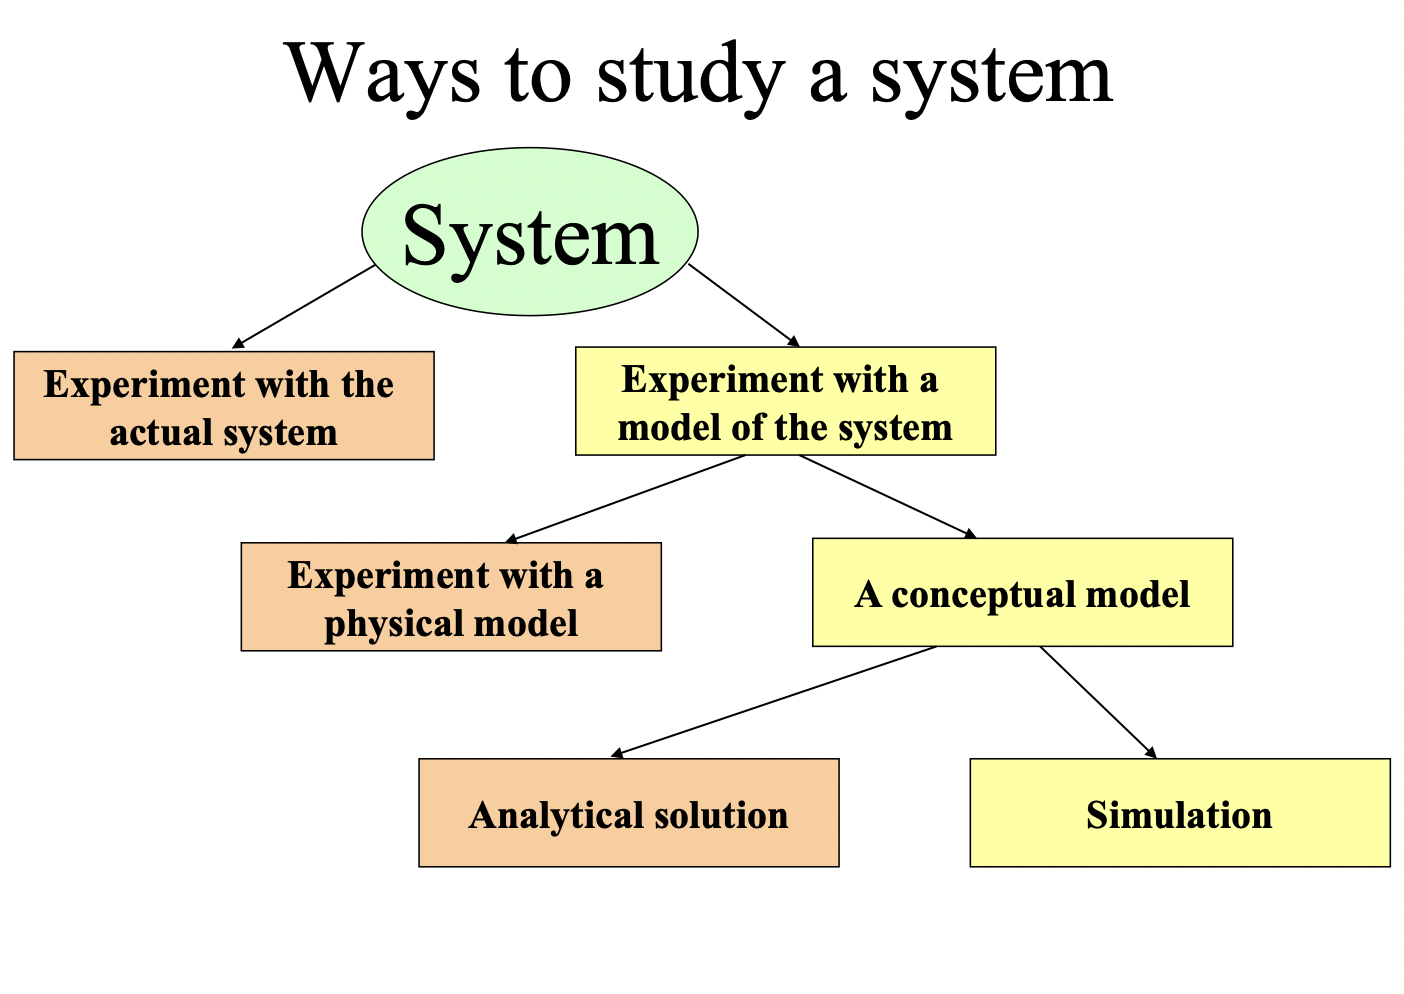 Ways to study a system
System
Experiment with the
actual system
Experiment with a
model of the system
Experiment with a
physical model
A conceptual model
Analytical solution
Simulation